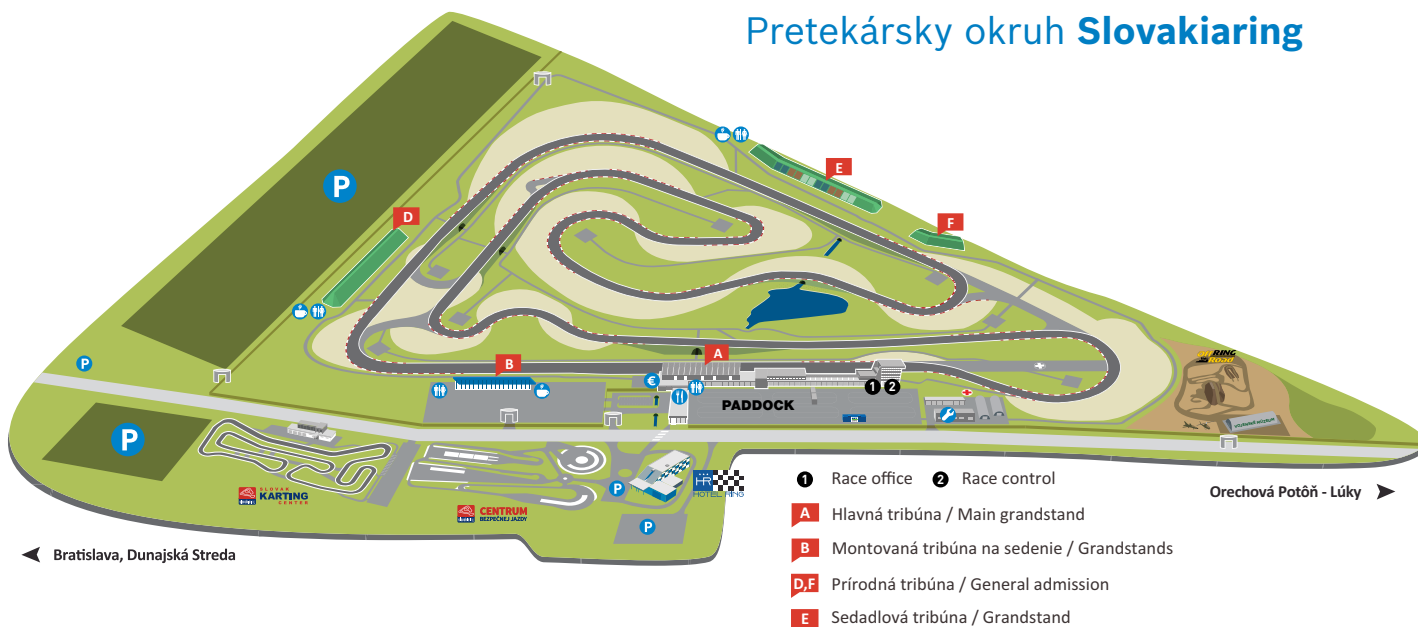 Pretekársky okruh Slovakiaring
P
E
D
F
A
B
P
€
1 2
PADDOCK
RING
ROAD
P
SLOVAK
KARTING
CENTER
CENTRUM
BEZPEČNEJ JAZDY
P
HR
HOTEL RING
P
1 Race office 2 Race control
Orechová Potôň - Lúky
A Hlavná tribúna / Main grandstand
B Montovaná tribúna na sedenie / Grandstands
Bratislava, Dunajská Streda
D,F Prírodná tribúna / General admission
E Sedadlová tribúna / Grandstand